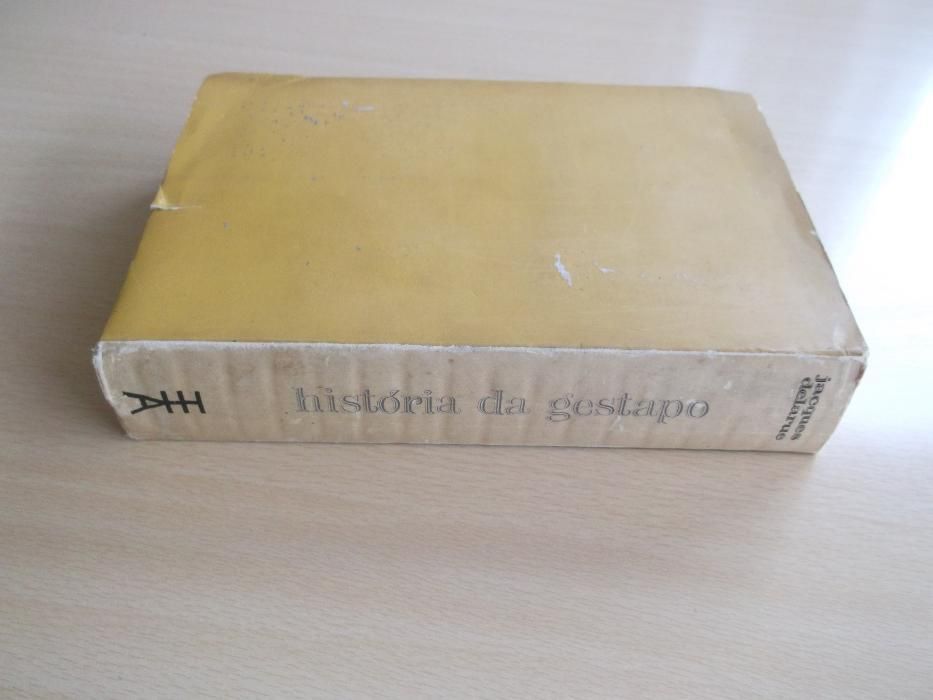 história da gestapo
jacques
delarue